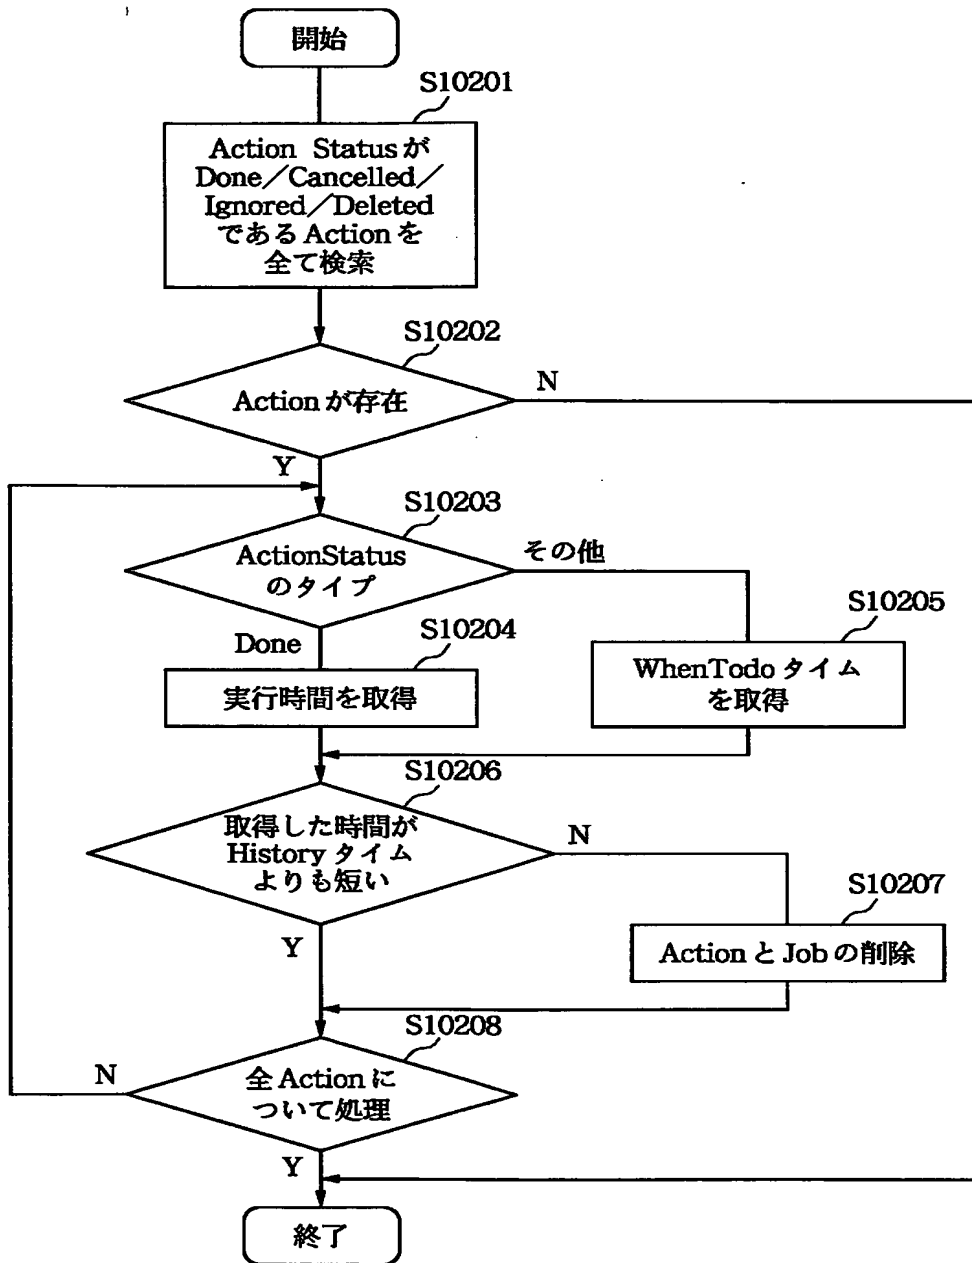 開始
S10201
Action Statusが
Done／Cancelled／
Ignored／Deleted
であるActionを
全て検索
S10202
Actionが存在
N
Y
S10203
ActionStatus
のタイプ
その他
Done
S10204
実行時間を取得
S10205
WhenTodoタイム
を取得
S10206
取得した時間が
Historyタイム
よりも短い
N
Y
S10207
ActionとJobの削除
S10208
全Actionに
ついて処理
N
Y
終了